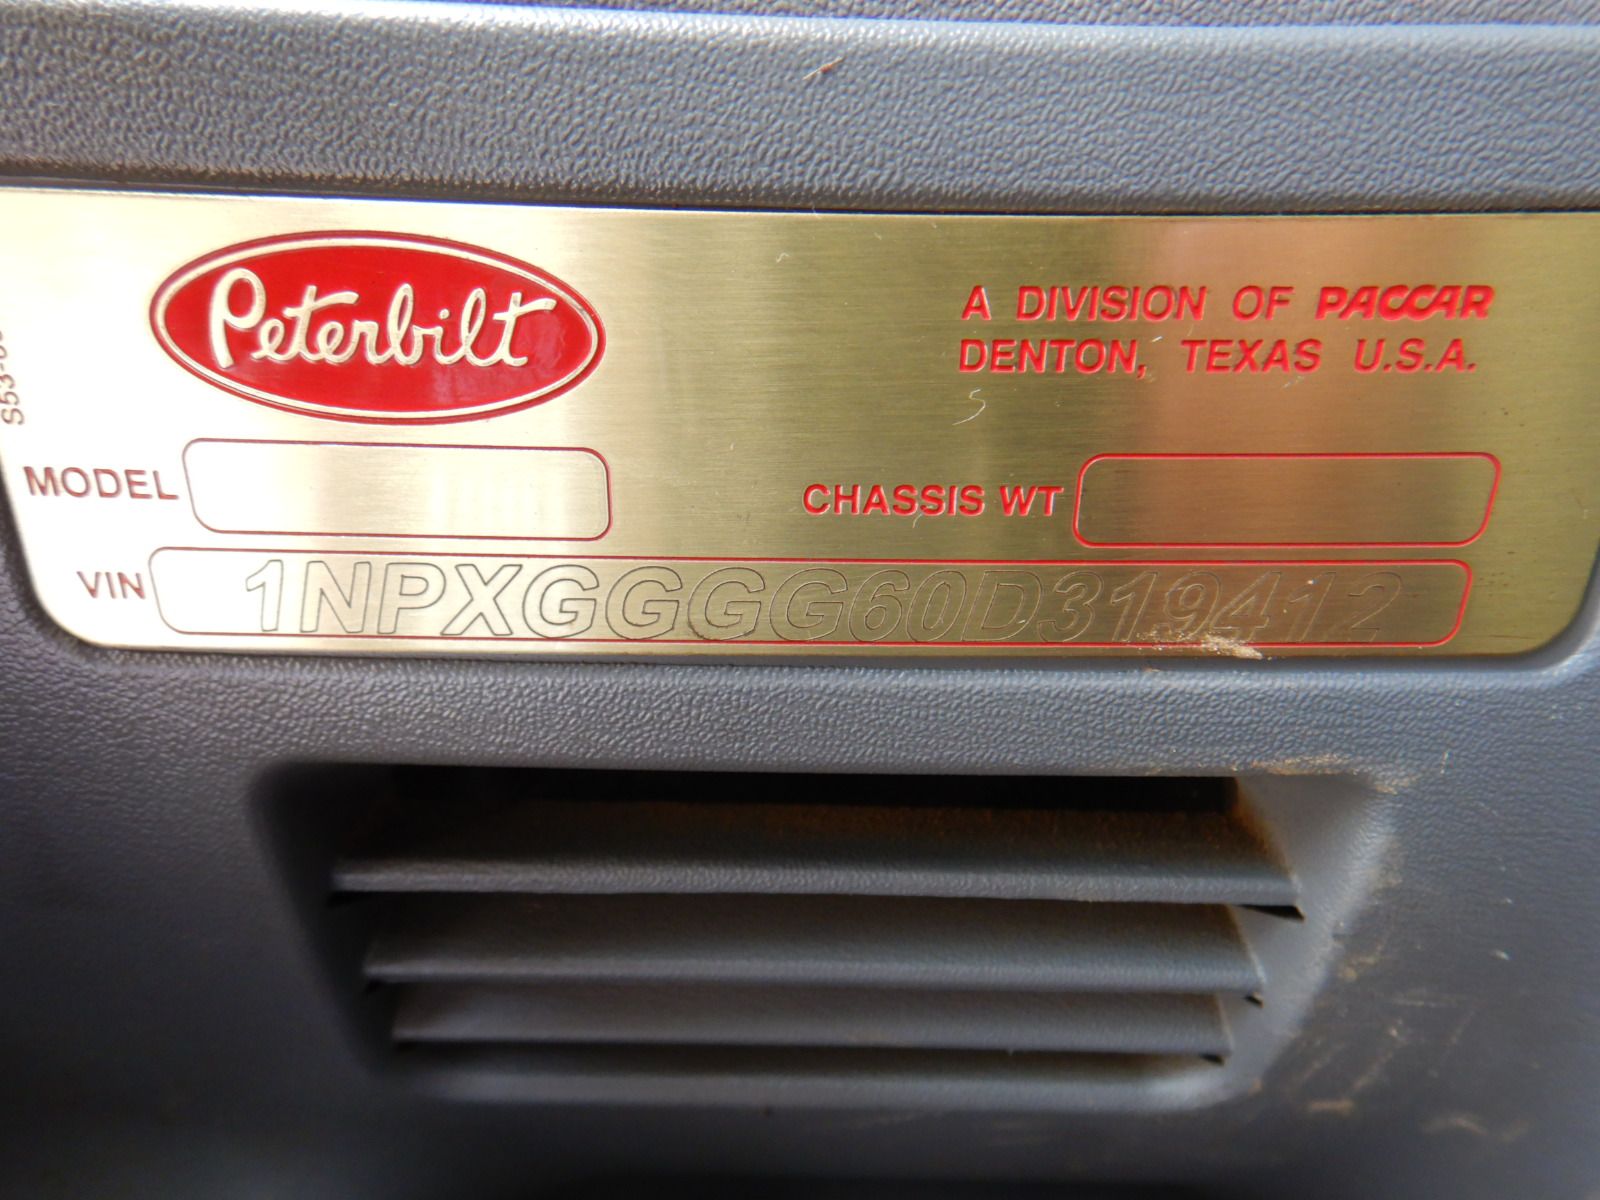 Peterbilt
A DIVISION OF PACCAR
DENTON, TEXAS U.S.A.
MODEL
CHASSIS WT
VIN 1NPXGGGG60D319412